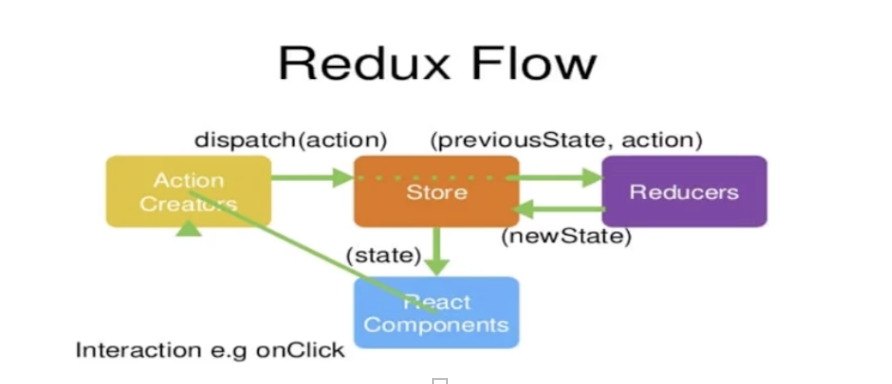 Redux Flow
dispatch(action)
(previousState, action)
Action
Creators
Store
Reducers
(newState)
(state)
React
Components
Interaction e.g onClick